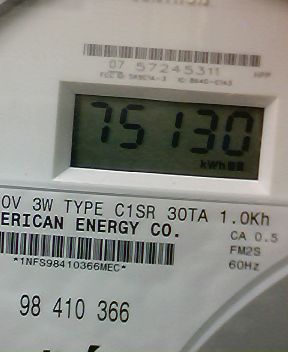 07 57245311
75130
kWh
0V 3W TYPE C1SR 30TA 1.0Kh
ERICAN ENERGY CO.
CA 0.5
FM2S
60Hz
*1NFS98410366MEC*
98 410 366